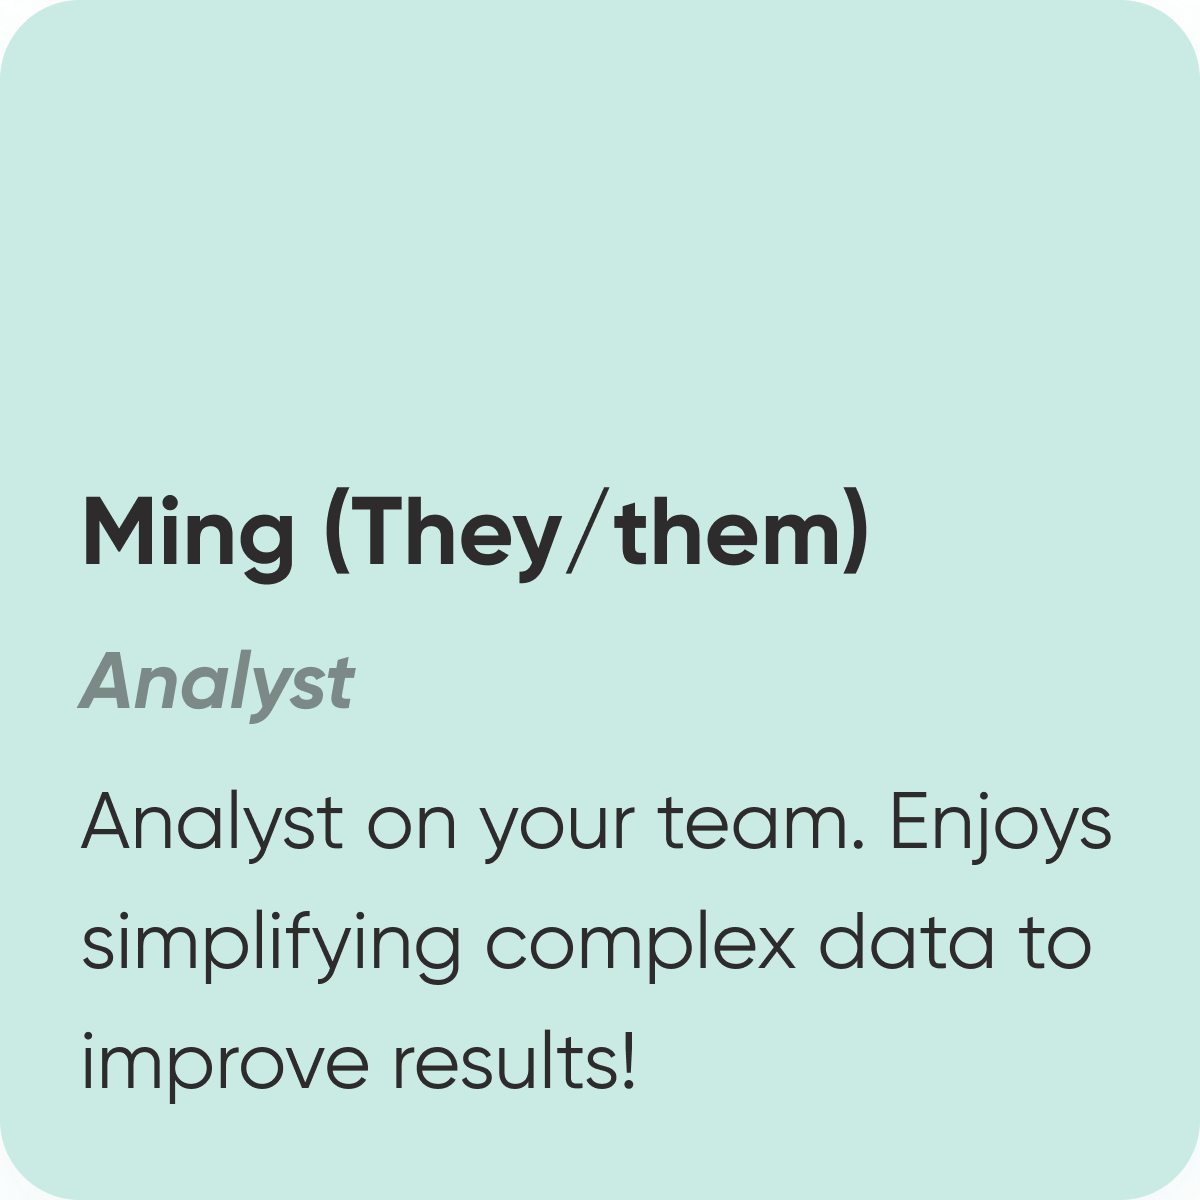 Ming (They/them)
Analyst
Analyst on your team. Enjoys
simplifying complex data to
improve results!